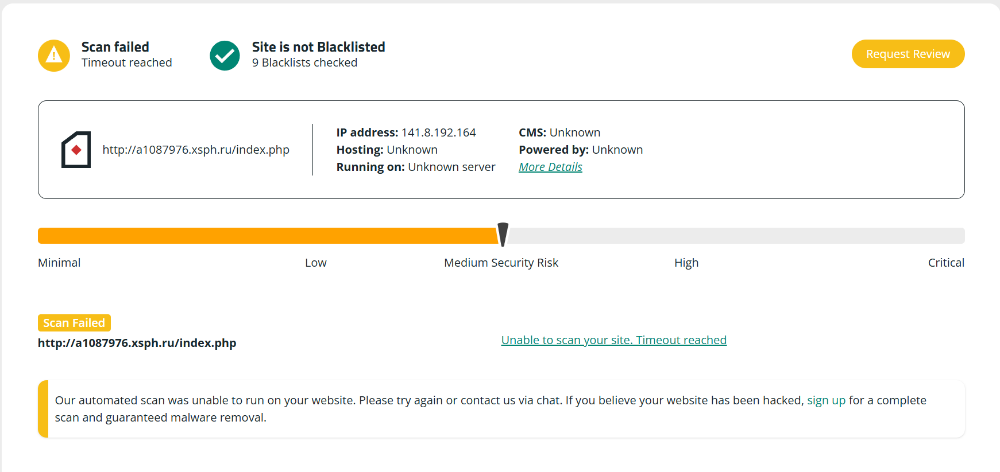 Scan failed
Timeout reached
Site is not Blacklisted
9 Blacklists checked
Request Review
http://a1087976.xsph.ru/index.php
IP address: 141.8.192.164
Hosting: Unknown
Running on: Unknown server
CMS: Unknown
Powered by: Unknown
More Details
Minimal
Low
Medium Security Risk
High
Critical
Scan Failed
http://a1087976.xsph.ru/index.php
Unable to scan your site. Timeout reached
Our automated scan was unable to run on your website. Please try again or contact us via chat. If you believe your website has been hacked, sign up for a complete
scan and guaranteed malware removal.